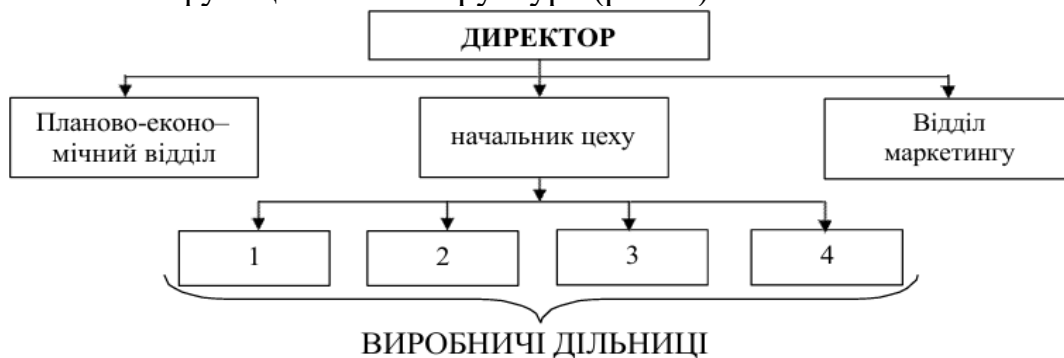 ДИРЕКТОР
Планово-еконо–
мічний відділ
начальник цеху
Відділ
маркетингу
1
2
3
4
ВИРОБНИЧІ ДІЛЬНИЦІ